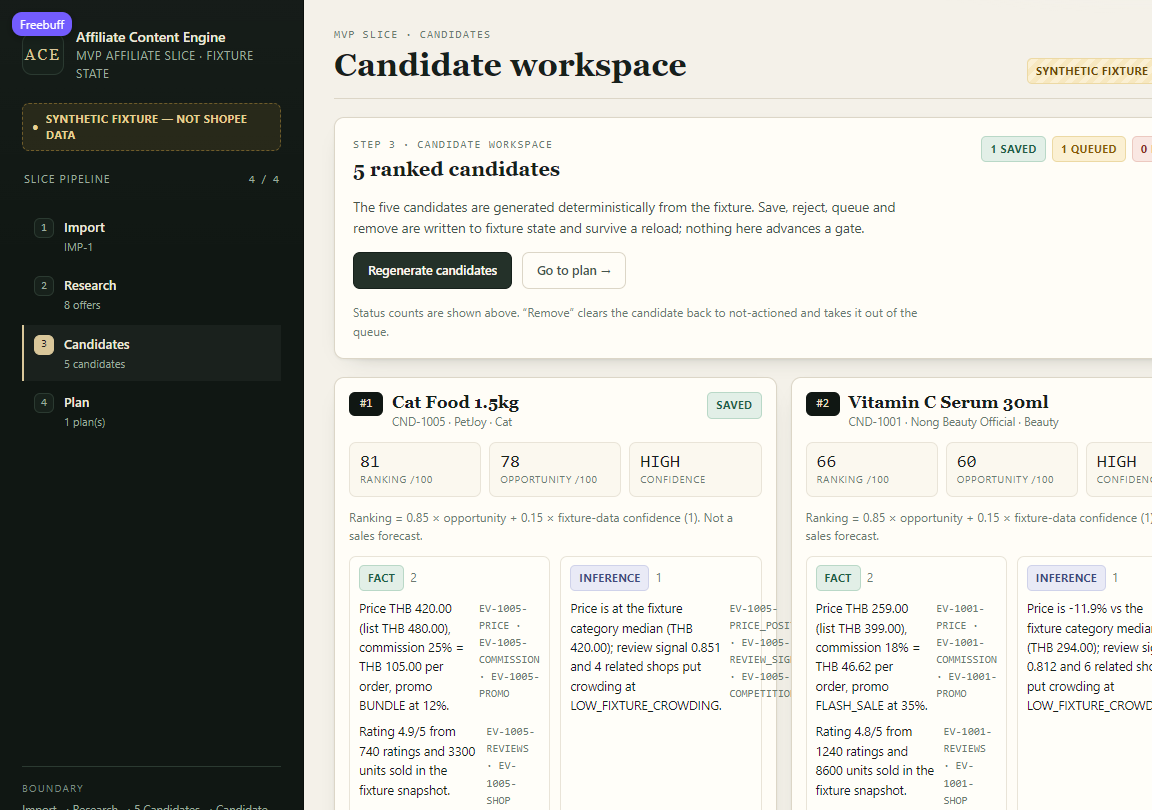 Freebuff
ACE
Affiliate Content Engine
MVP AFFILIATE SLICE · FIXTURE
STATE
• SYNTHETIC FIXTURE — NOT SHOPEE
DATA
SLICE PIPELINE 4 / 4
1 Import
IMP-1
2 Research
8 offers
3 Candidates
5 candidates
4 Plan
1 plan(s)
BOUNDARY
MVP SLICE · CANDIDATES
Candidate workspace
SYNTHETIC FIXTURE
STEP 3 · CANDIDATE WORKSPACE
5 ranked candidates
1 SAVED
1 QUEUED
0
The five candidates are generated deterministically from the fixture. Save, reject, queue and
remove are written to fixture state and survive a reload; nothing here advances a gate.
Regenerate candidates
Go to plan →
Status counts are shown above. “Remove” clears the candidate back to not-actioned and takes it out of the
queue.
#1 Cat Food 1.5kg
SAVED
CND-1005 · PetJoy · Cat
81
RANKING /100
78
OPPORTUNITY /100
HIGH
CONFIDENCE
Ranking = 0.85 × opportunity + 0.15 × fixture-data confidence (1). Not a
sales forecast.
FACT 2
Price THB 420.00
(list THB 480.00),
commission 25% =
THB 105.00 per
order, promo
BUNDLE at 12%.
EV-1005-
PRICE ·
EV-1005-
COMMISSION
· EV-1005-
PROMO
Rating 4.9/5 from
740 ratings and 3300
units sold in the
fixture snapshot.
EV-1005-
REVIEWS
· EV-
1005-
SHOP
INFERENCE 1
Price is at the fixture
category median (THB
420.00); review signal 0.851
and 4 related shops put
crowding at
LOW_FIXTURE_CROWDING.
EV-1005-
PRICE_POSI
· EV-1005-
REVIEW_SIG
· EV-1005-
COMPETITIO
#2 Vitamin C Serum 30ml
CND-1001 · Nong Beauty Official · Beauty
66
RANKING /100
60
OPPORTUNITY /100
HIGH
CONFIDENC
Ranking = 0.85 × opportunity + 0.15 × fixture-data confidence (1)
sales forecast.
FACT 2
Price THB 259.00
(list THB 399.00),
commission 18% =
THB 46.62 per
order, promo
FLASH_SALE at 35%.
EV-1001-
PRICE ·
EV-1001-
COMMISSION
· EV-1001-
PROMO
Rating 4.8/5 from
1240 ratings and
8600 units sold in the
fixture snapshot.
EV-1001-
REVIEWS
· EV-
1001-
SHOP
INFERENCE 1
Price is -11.9% vs the
fixture category media
(THB 294.00); review si
0.812 and 6 related sho
put crowding at
LOW_FIXTURE_CROWD